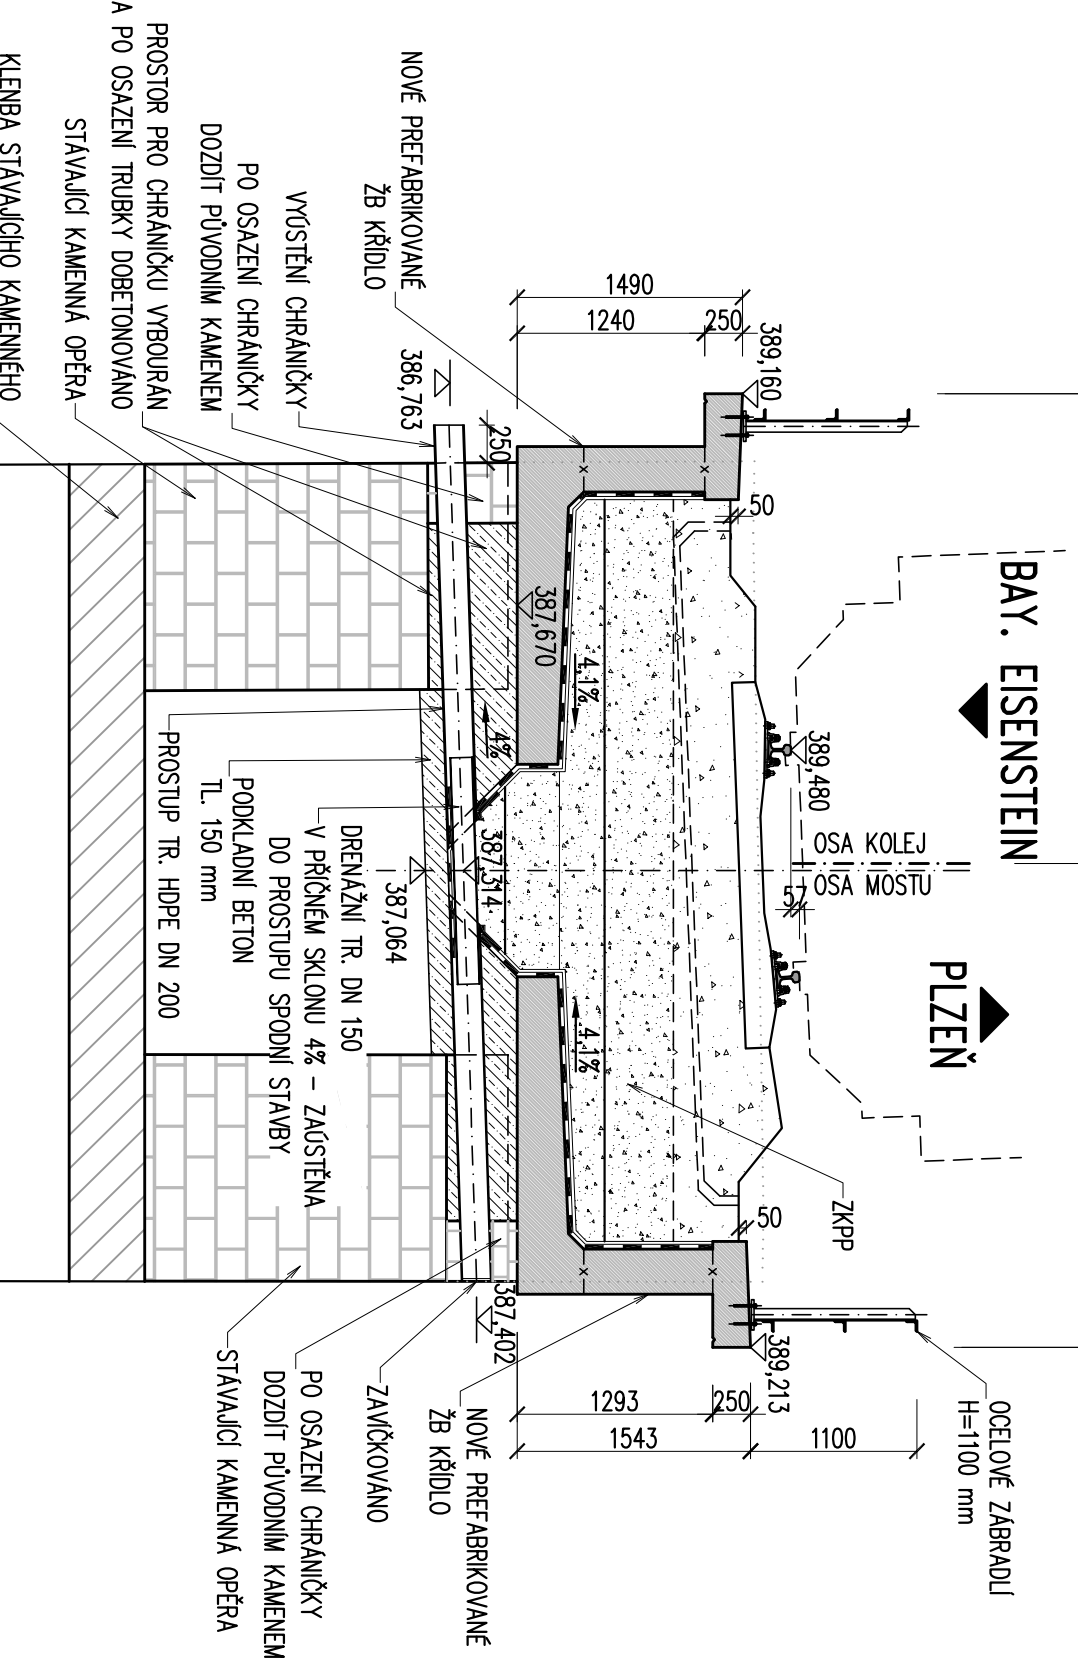 BAY. EISENSTEIN
PLZEŇ
OSA KOLEJ
OSA MOSTU
OCELOVÉ ZÁBRADLÍ
H=1100 mm
389,160
389,480
57
50
50
389,213
1490
1240
250
1293
250
1543
1100
ZKPP
4,1%
4,1%
387,670
387,314
4%
387,064
386,763
250
387,402
NOVÉ PREFABRIKOVANÉ
ŽB KŘÍDLO
VYÚSTĚNÍ CHRÁNIČKY
PO OSAZENÍ CHRÁNIČKY
DOZDÍT PŮVODNÍM KAMENEM
PROSTOR PRO CHRÁNIČKU VYBOURÁN
A PO OSAZENÍ TRUBKY DOBETONOVÁNO
STÁVAJÍCÍ KAMENNÁ OPĚRA
KLENBA STÁVAJÍCÍHO KAMENNÉHO
DRENÁŽNÍ TR. DN 150
V PŘÍČNÉM SKLONU 4% – ZAÚSTĚNA
DO PROSTUPU SPODNÍ STAVBY
PODKLADNÍ BETON
TL. 150 mm
PROSTUP TR. HDPE DN 200
NOVÉ PREFABRIKOVANÉ
ŽB KŘÍDLO
ZAVÍČKOVÁNO
PO OSAZENÍ CHRÁNIČKY
DOZDÍT PŮVODNÍM KAMENEM
STÁVAJÍCÍ KAMENNÁ OPĚRA